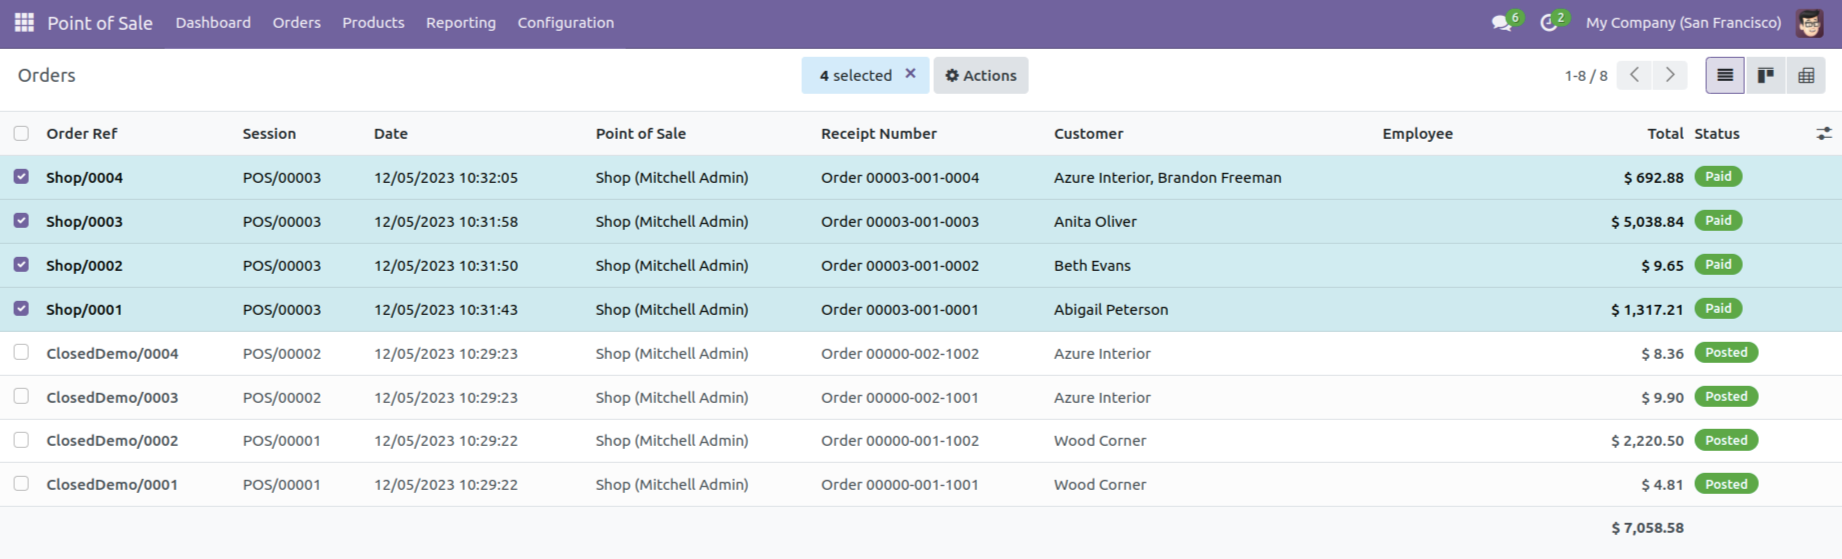 Point of Sale Dashboard Orders Products Reporting Configuration 6 2 My Company (San Francisco)
Orders 4 selected × Actions 1-8 / 8
Order Ref Session Date Point of Sale Receipt Number Customer Employee Total Status
Shop/0004 POS/00003 12/05/2023 10:32:05 Shop (Mitchell Admin) Order 00003-001-0004 Azure Interior, Brandon Freeman $ 692.88 Paid
Shop/0003 POS/00003 12/05/2023 10:31:58 Shop (Mitchell Admin) Order 00003-001-0003 Anita Oliver $ 5,038.84 Paid
Shop/0002 POS/00003 12/05/2023 10:31:50 Shop (Mitchell Admin) Order 00003-001-0002 Beth Evans $ 9.65 Paid
Shop/0001 POS/00003 12/05/2023 10:31:43 Shop (Mitchell Admin) Order 00003-001-0001 Abigail Peterson $ 1,317.21 Paid
ClosedDemo/0004 POS/00002 12/05/2023 10:29:23 Shop (Mitchell Admin) Order 00000-002-1002 Azure Interior $ 8.36 Posted
ClosedDemo/0003 POS/00002 12/05/2023 10:29:23 Shop (Mitchell Admin) Order 00000-002-1001 Azure Interior $ 9.90 Posted
ClosedDemo/0002 POS/00001 12/05/2023 10:29:22 Shop (Mitchell Admin) Order 00000-001-1002 Wood Corner $ 2,220.50 Posted
ClosedDemo/0001 POS/00001 12/05/2023 10:29:22 Shop (Mitchell Admin) Order 00000-001-1001 Wood Corner $ 4.81 Posted
$ 7,058.58